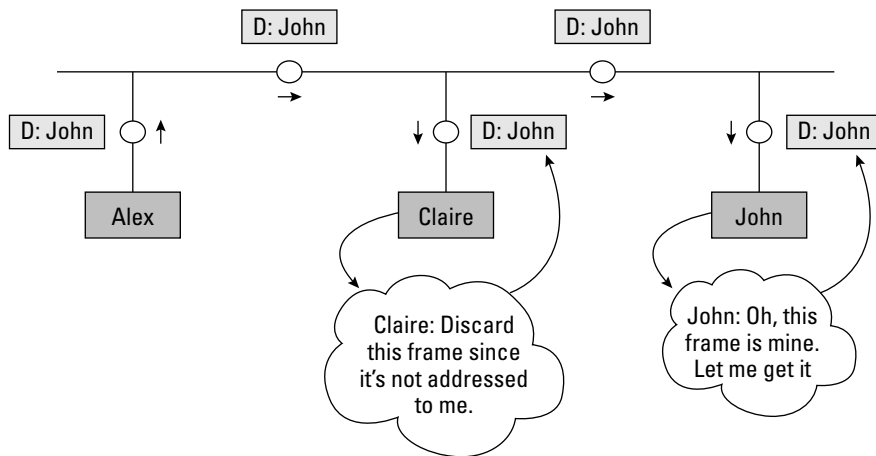 D: John
D: John
D: John
D: John
D: John
Alex
Claire
John
Claire: Discard
this frame since
it's not addressed
to me.
John: Oh, this
frame is mine.
Let me get it